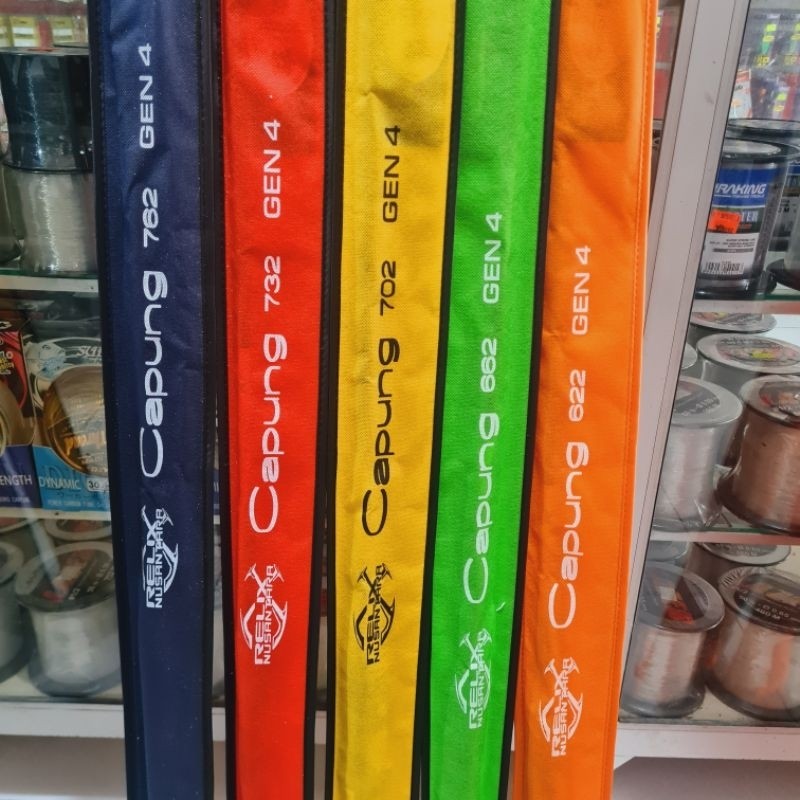 RELIX
NUSANTARA
Capung 762 GEN 4
RELIX
NUSANTARA
Capung 732 GEN 4
RELIX
NUSANTARA
Capung 702 GEN 4
RELIX
NUSANTARA
Capung 662 GEN 4
RELIX
NUSANTARA
Capung 622 GEN 4
DYNAMIC